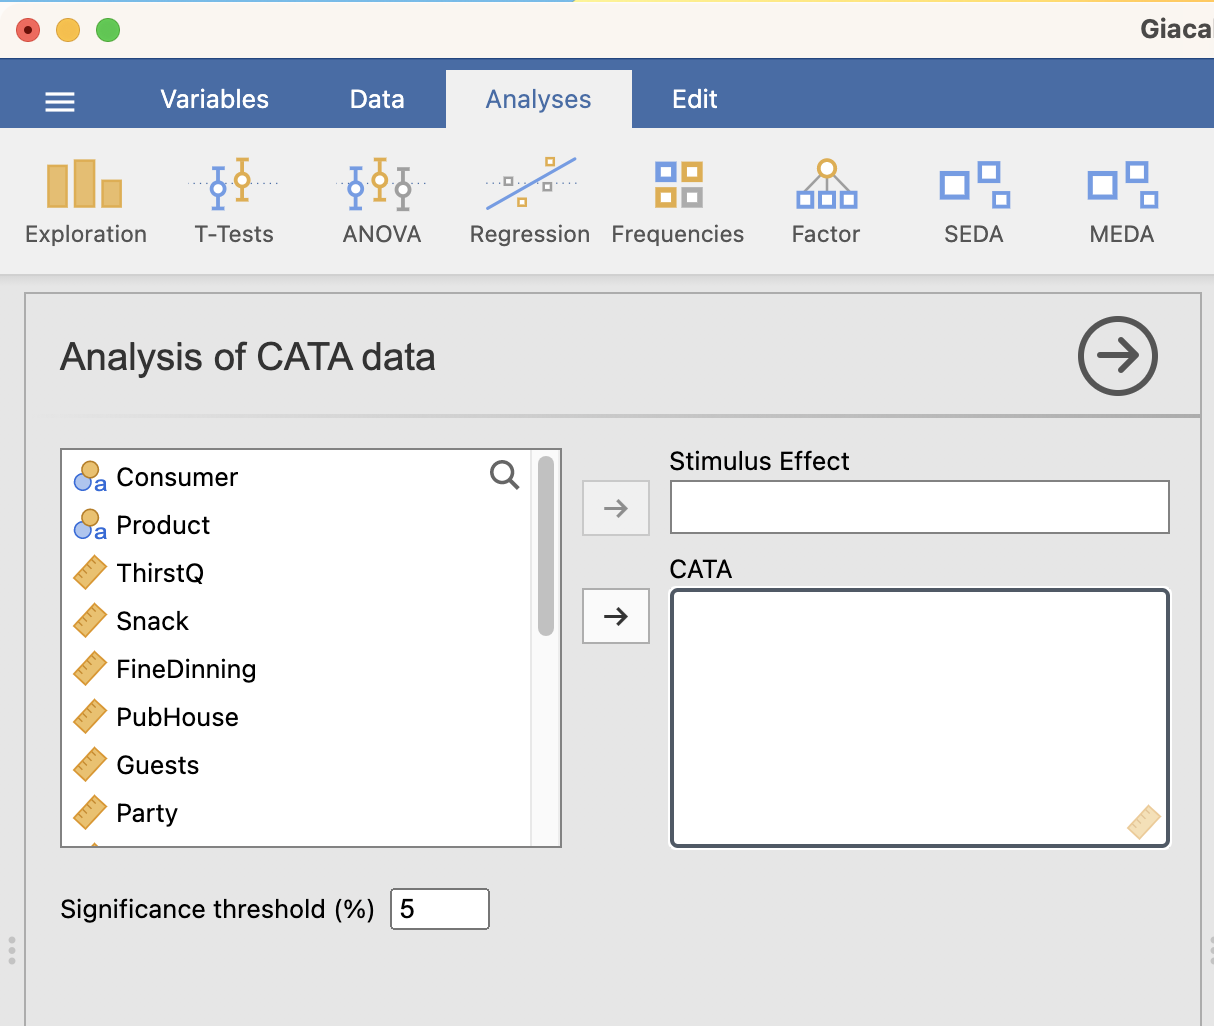 Giaca
Variables Data Analyses Edit
Exploration T-Tests ANOVA Regression Frequencies Factor SEDA MEDA
Analysis of CATA data
Consumer
Product
ThirstQ
Snack
FineDinning
PubHouse
Guests
Party
Stimulus Effect
CATA
Significance threshold (%) 5